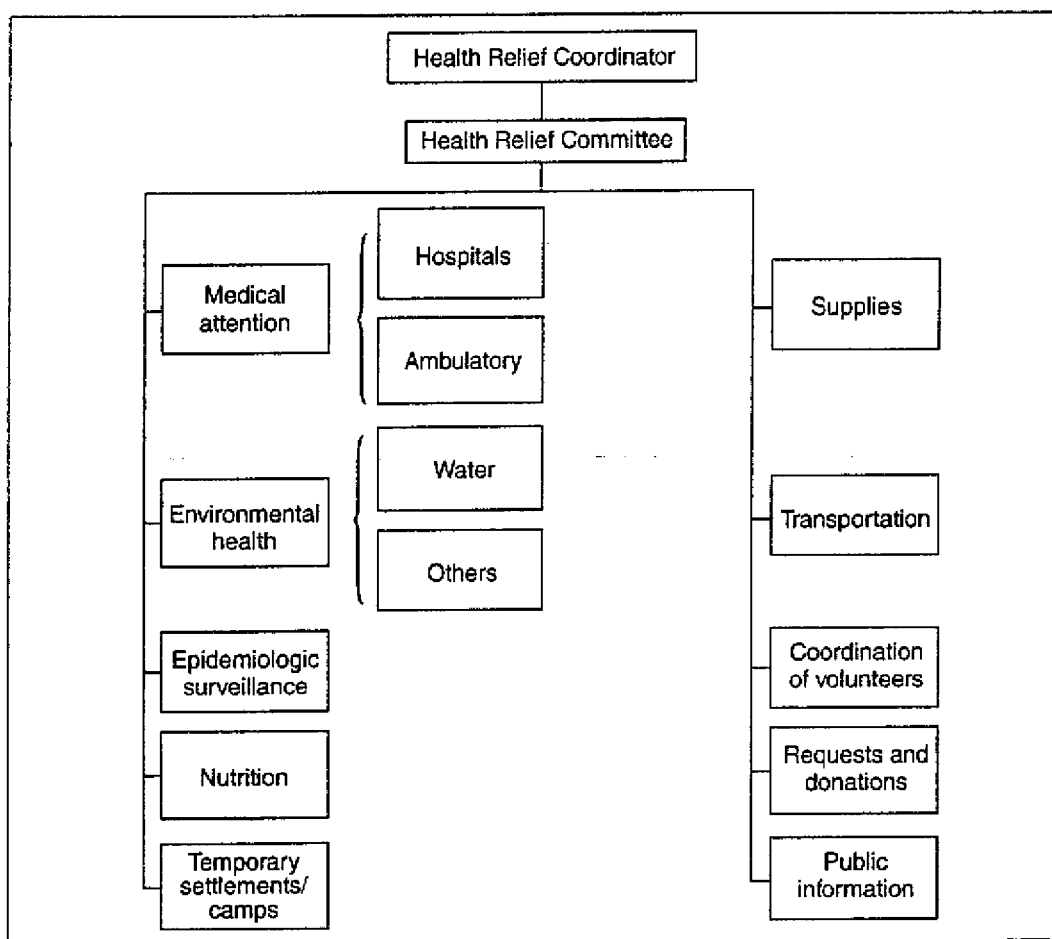 Health Relief Coordinator
Health Relief Committee
Medical
attention
Hospitals
Ambulatory
Environmental
health
Water
Others
Epidemiologic
surveillance
Nutrition
Temporary
settlements/
camps
Supplies
Transportation
Coordination
of volunteers
Requests and
donations
Public
information